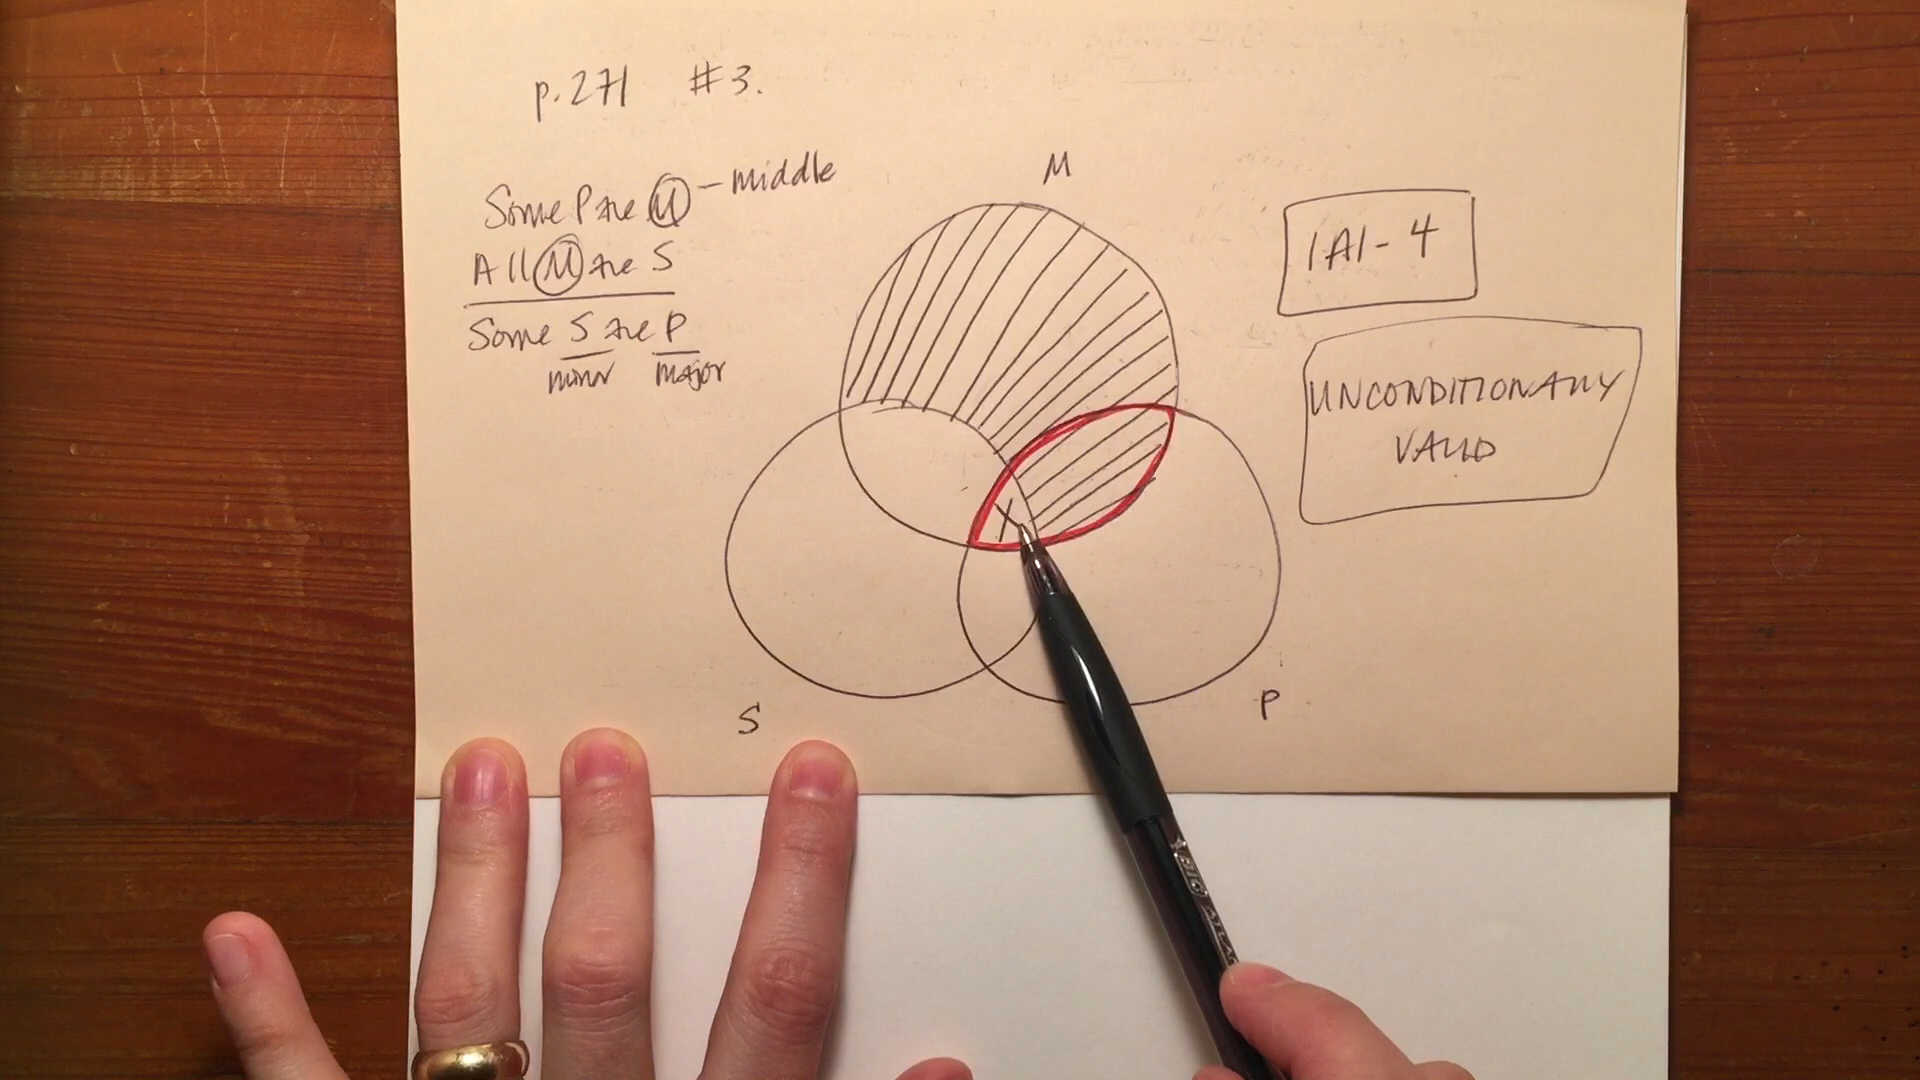 p.271 #3.
Some P are M - middle
All M are S
Some S are P
minor major
M
S
P
IAI-4
UNCONDITIONALLY
VALID
X